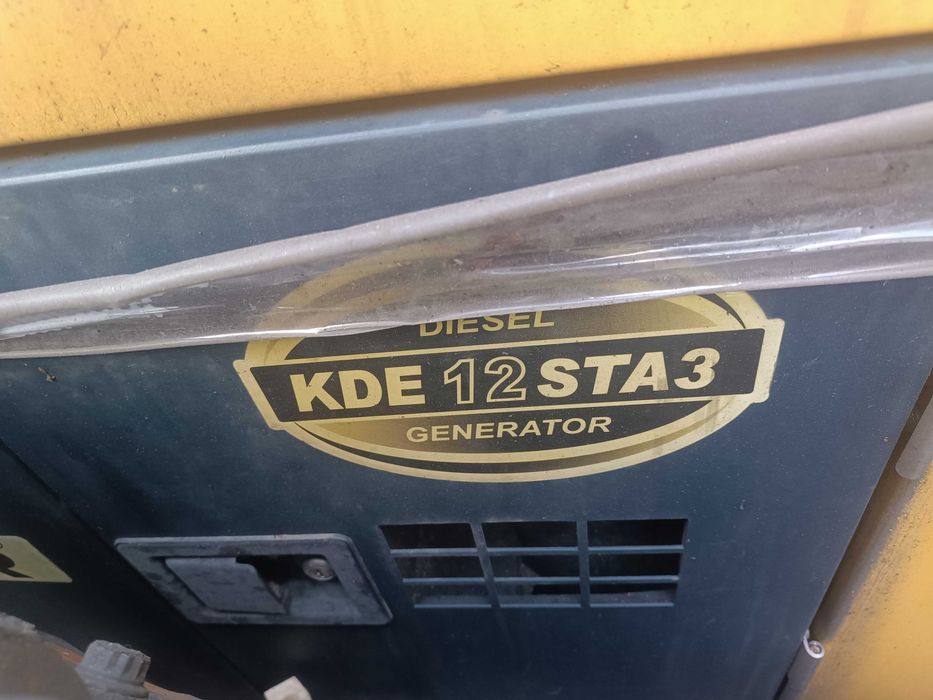 DIESEL
KDE 12 STA3
GENERATOR